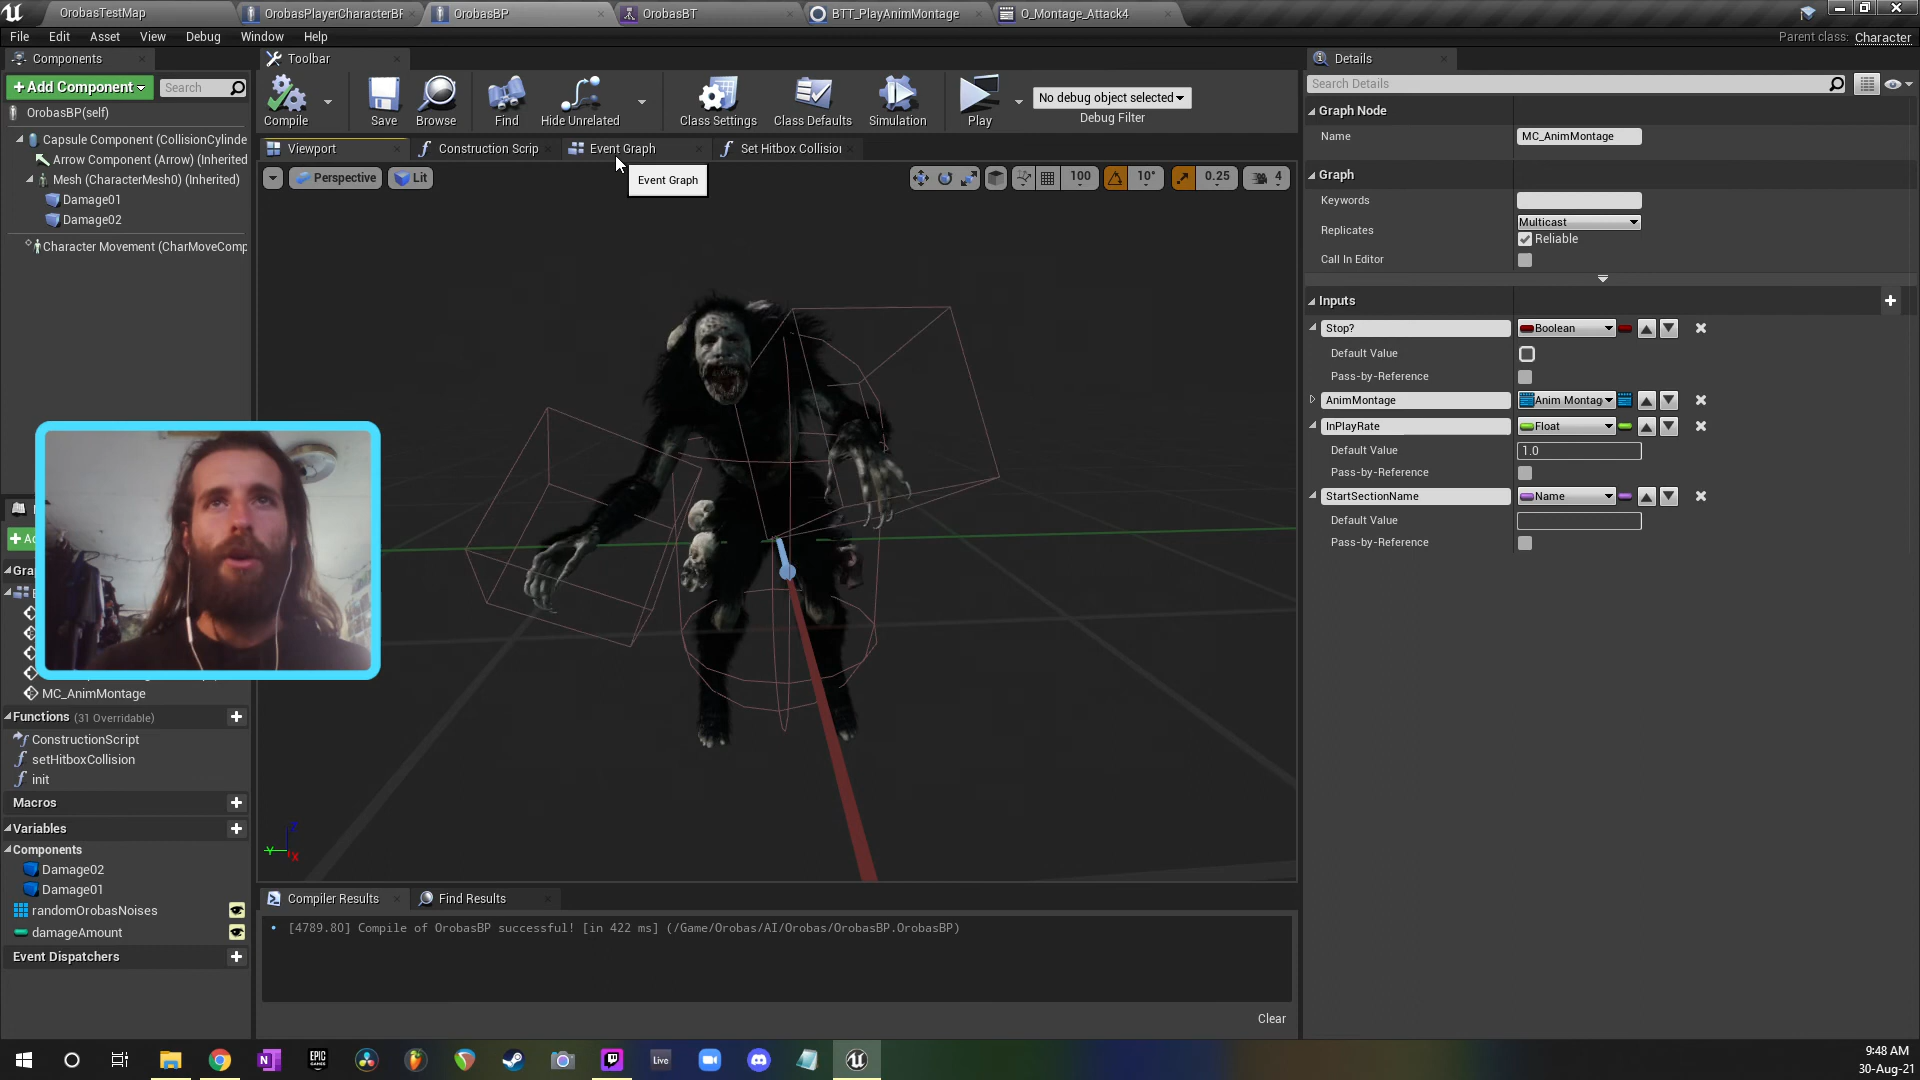 OrobasTestMap
OrobasPlayerCharacterBP
OrobasBP
OrobasBT
BTT_PlayAnimMontage
O_Montage_Attack4
File
Edit
Asset
View
Debug
Window
Help
Parent class:
Character
Components
+Add Component
Search
OrobasBP(self)
Capsule Component (CollisionCylinde
Arrow Component (Arrow) (Inherited
Mesh (CharacterMesh0) (Inherited)
Damage01
Damage02
Character Movement (CharMoveComp
Toolbar
Compile
Save
Browse
Find
Hide Unrelated
Class Settings
Class Defaults
Simulation
Play
No debug object selected
Debug Filter
Viewport
Construction Scrip
Event Graph
Set Hitbox Collision
Event Graph
Perspective
Lit
100
10°
0.25
4
Y
X
Z
Gra
MC_AnimMontage
Functions (31 Overridable)
ConstructionScript
setHitboxCollision
init
Macros
Variables
Components
Damage02
Damage01
randomOrobasNoises
damageAmount
Event Dispatchers
Compiler Results
Find Results
[4789.80] Compile of OrobasBP successful! [in 422 ms] (/Game/Orobas/AI/Orobas/OrobasBP.OrobasBP)
Clear
Details
Search Details
Graph Node
Name
MC_AnimMontage
Graph
Keywords
Replicates
Multicast
Reliable
Call In Editor
Inputs
Stop?
Boolean
Default Value
Pass-by-Reference
AnimMontage
Anim Montag
InPlayRate
Float
Default Value
1.0
Pass-by-Reference
StartSectionName
Name
Default Value
Pass-by-Reference
EPIC
Live
9:48 AM
30-Aug-21